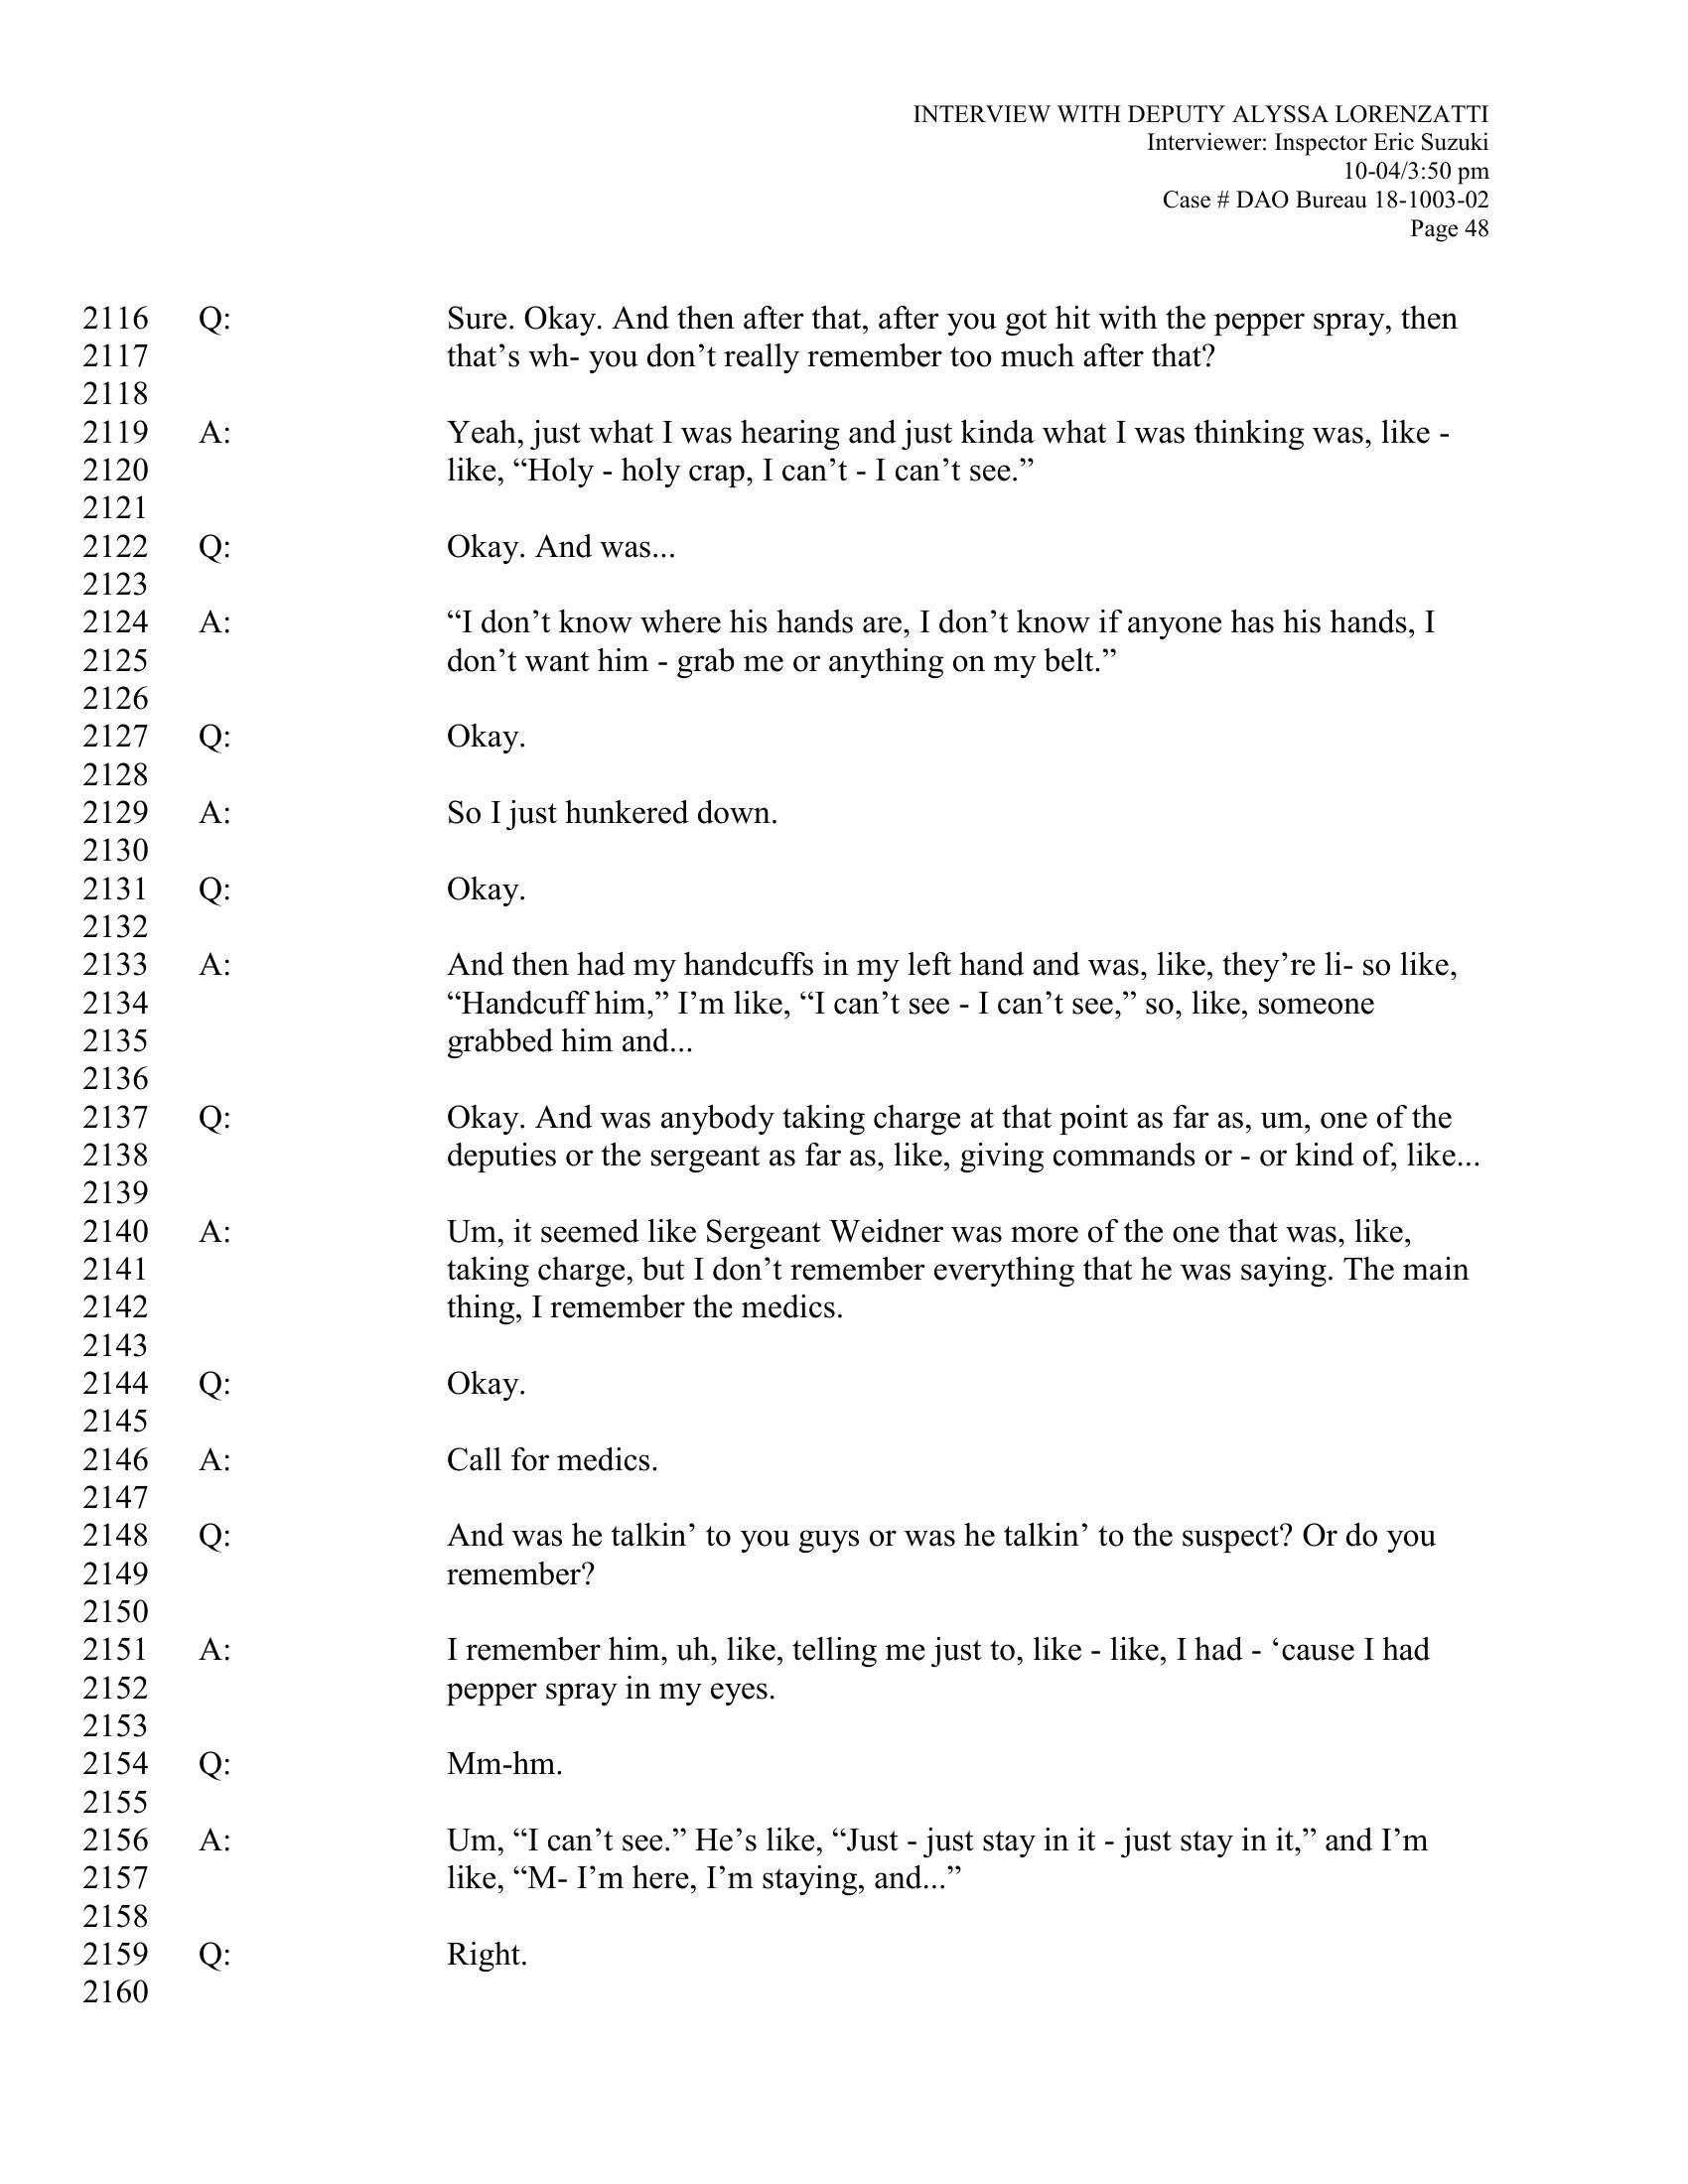 INTERVIEW WITH DEPUTY ALYSSA LORENZATTI
Interviewer: Inspector Eric Suzuki
10-04/3:50 pm
Case # DAO Bureau 18-1003-02
Page 48
2116 Q: Sure. Okay. And then after that, after you got hit with the pepper spray, then
2117 that’s wh- you don’t really remember too much after that?
2118
2119 A: Yeah, just what I was hearing and just kinda what I was thinking was, like -
2120 like, “Holy - holy crap, I can’t - I can’t see.”
2121
2122 Q: Okay. And was...
2123
2124 A: “I don’t know where his hands are, I don’t know if anyone has his hands, I
2125 don’t want him - grab me or anything on my belt.”
2126
2127 Q: Okay.
2128
2129 A: So I just hunkered down.
2130
2131 Q: Okay.
2132
2133 A: And then had my handcuffs in my left hand and was, like, they’re li- so like,
2134 “Handcuff him,” I’m like, “I can’t see - I can’t see,” so, like, someone
2135 grabbed him and...
2136
2137 Q: Okay. And was anybody taking charge at that point as far as, um, one of the
2138 deputies or the sergeant as far as, like, giving commands or - or kind of, like...
2139
2140 A: Um, it seemed like Sergeant Weidner was more of the one that was, like,
2141 taking charge, but I don’t remember everything that he was saying. The main
2142 thing, I remember the medics.
2143
2144 Q: Okay.
2145
2146 A: Call for medics.
2147
2148 Q: And was he talkin’ to you guys or was he talkin’ to the suspect? Or do you
2149 remember?
2150
2151 A: I remember him, uh, like, telling me just to, like - like, I had - ‘cause I had
2152 pepper spray in my eyes.
2153
2154 Q: Mm-hm.
2155
2156 A: Um, “I can’t see.” He’s like, “Just - just stay in it - just stay in it,” and I’m
2157 like, “M- I’m here, I’m staying, and...”
2158
2159 Q: Right.
2160